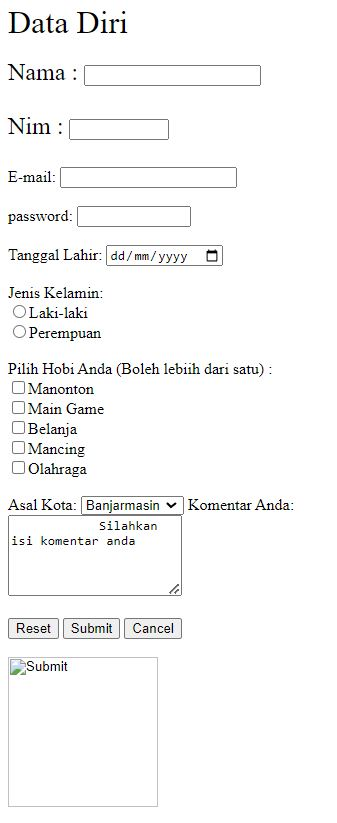 Data Diri
Nama :
Nim :
E-mail:
password:
Tanggal Lahir: dd/mm/yyyy
Jenis Kelamin:
Laki-laki
Perempuan
Pilih Hobi Anda (Boleh lebiih dari satu) :
Manonton
Main Game
Belanja
Mancing
Olahraga
Asal Kota: Banjarmasin Komentar Anda:
Silahkan
isi komentar anda
Reset Submit Cancel
Submit